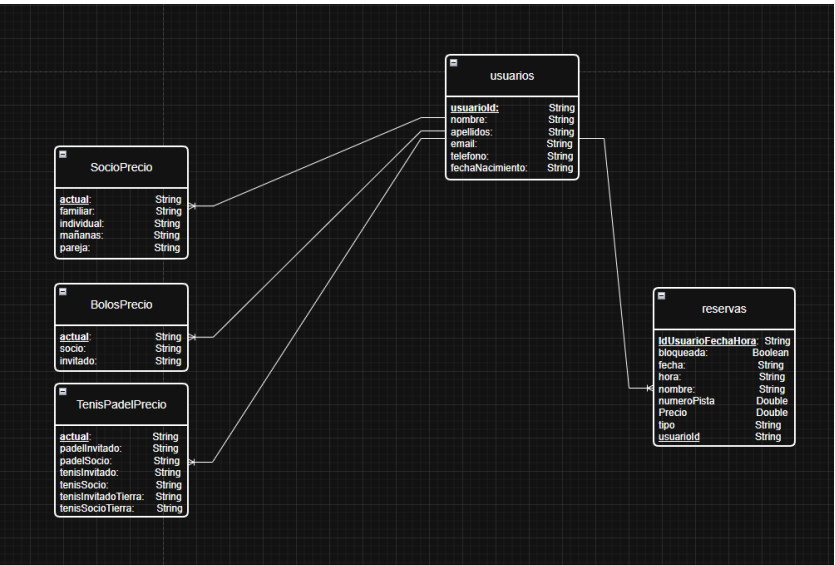 usuarios
usuarioId: String
nombre: String
apellidos: String
email: String
telefono: String
fechaNacimiento: String
SocioPrecio
actual: String
familiar: String
individual: String
mañanas: String
pareja: String
BolosPrecio
actual: String
socio: String
invitado: String
TenisPadelPrecio
actual: String
padelInvitado: String
padelSocio: String
tenisInvitado: String
tenisSocio: String
tenisInvitadoTierra: String
tenisSocioTierra: String
reservas
IdUsuarioFechaHora: String
bloqueada: Boolean
fecha: String
hora: String
nombre: String
numeroPista Double
Precio Double
tipo String
usuarioId String